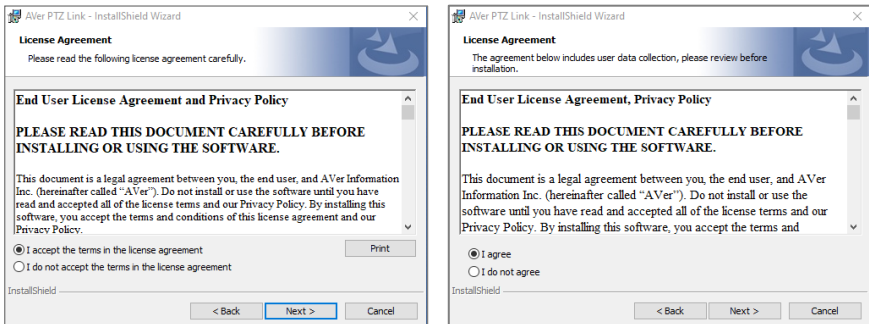 AVer PTZ Link - InstallShield Wizard
License Agreement
Please read the following license agreement carefully.
End User License Agreement and Privacy Policy
PLEASE READ THIS DOCUMENT CAREFULLY BEFORE
INSTALLING OR USING THE SOFTWARE.
This document is a legal agreement between you, the end user, and AVer Information
Inc. (hereinafter called “AVer”). Do not install or use the software until you have
read and accepted all of the license terms and our Privacy Policy. By installing this
software, you accept the terms and conditions of this license agreement and our
Privacy Policy.
I accept the terms in the license agreement
Print
I do not accept the terms in the license agreement
InstallShield
< Back
Next >
Cancel
AVer PTZ Link - InstallShield Wizard
License Agreement
The agreement below includes user data collection, please review before
installation.
End User License Agreement, Privacy Policy
PLEASE READ THIS DOCUMENT CAREFULLY BEFORE
INSTALLING OR USING THE SOFTWARE.
This document is a legal agreement between you, the end user, and AVer
Information Inc. (hereinafter called “AVer”). Do not install or use the
software until you have read and accepted all of the license terms and our
Privacy Policy. By installing this software, you accept the terms and
I agree
I do not agree
InstallShield
< Back
Next >
Cancel